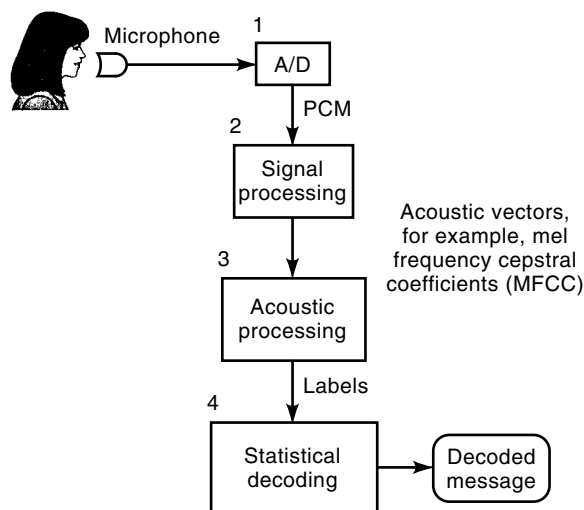 Microphone
1
A/D
PCM
2
Signal
processing
Acoustic vectors,
for example, mel
frequency cepstral
coefficients (MFCC)
3
Acoustic
processing
Labels
4
Statistical
decoding
Decoded
message